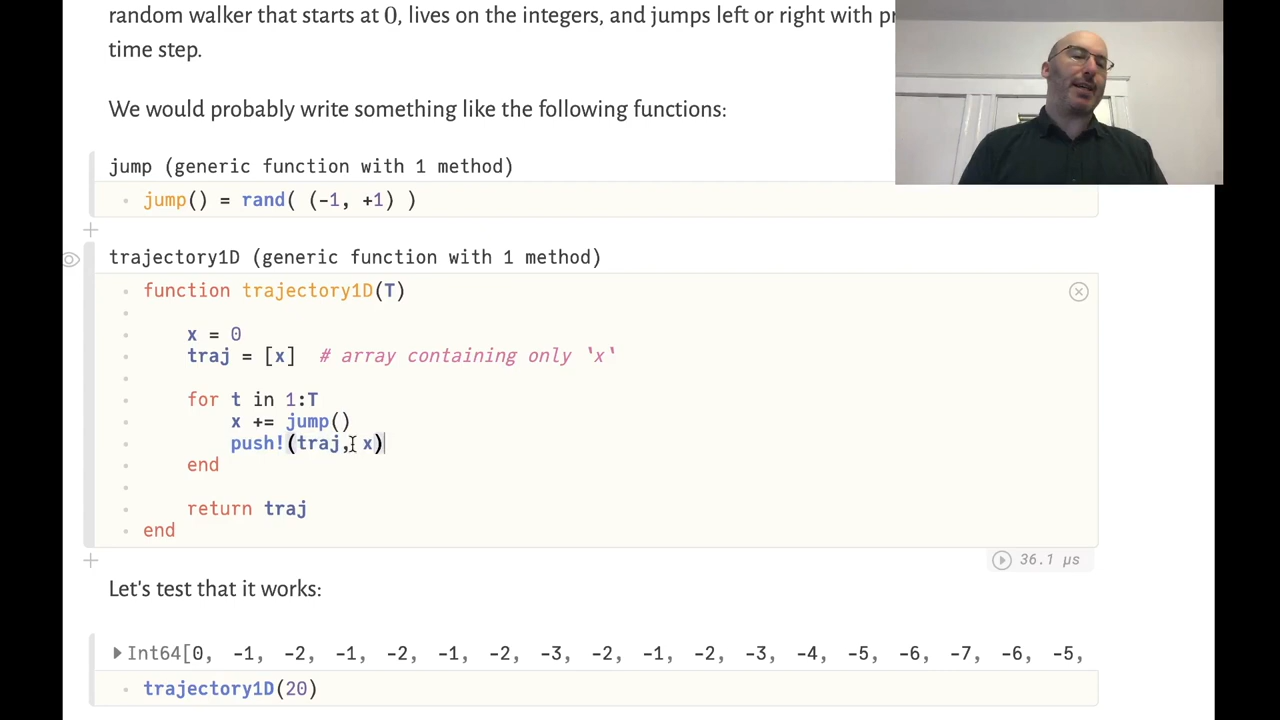 random walker that starts at 0, lives on the integers, and jumps left or right with pr
time step.
We would probably write something like the following functions:
jump (generic function with 1 method)
jump() = rand( (-1, +1) )
trajectory1D (generic function with 1 method)
function trajectory1D(T)
x = 0
traj = [x]  # array containing only `x`
for t in 1:T
x += jump()
push!(traj, x)
end
return traj
end
36.1 μs
Let's test that it works:
Int64[0, -1, -2, -1, -2, -1, -2, -3, -2, -1, -2, -3, -4, -5, -6, -7, -6, -5,
trajectory1D(20)